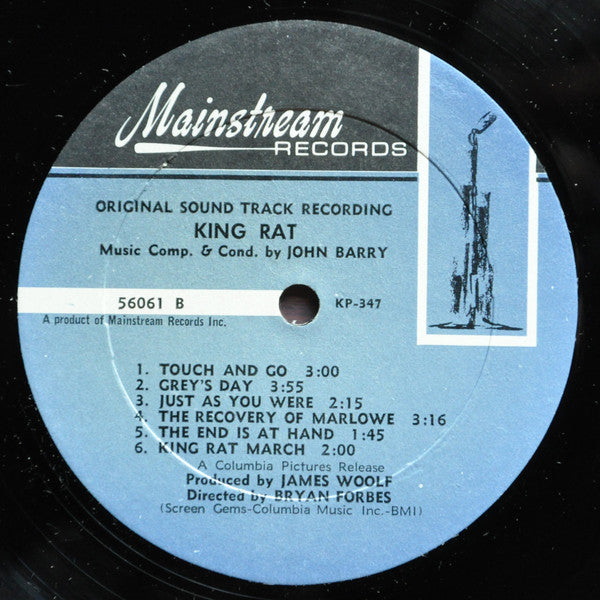 Mainstream
RECORDS
ORIGINAL SOUND TRACK RECORDING
KING RAT
Music Comp. & Cond. by JOHN BARRY
56061 B KP-347
A product of Mainstream Records Inc.
1. TOUCH AND GO 3:00
2. GREY'S DAY 3:55
3. JUST AS YOU WERE 2:15
4. THE RECOVERY OF MARLOWE 3:16
5. THE END IS AT HAND 1:45
6. KING RAT MARCH 2:00
A Columbia Pictures Release
Produced by JAMES WOOLF
Directed by BRYAN FORBES
(Screen Gems-Columbia Music Inc.-BMI)